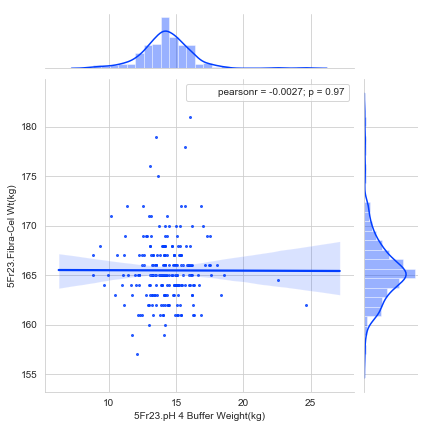 pearsonr = -0.0027; p = 0.97
180
175
170
165
160
155
5Fr23.Fibra-Cel Wt(kg)
10 15 20 25
5Fr23.pH 4 Buffer Weight(kg)